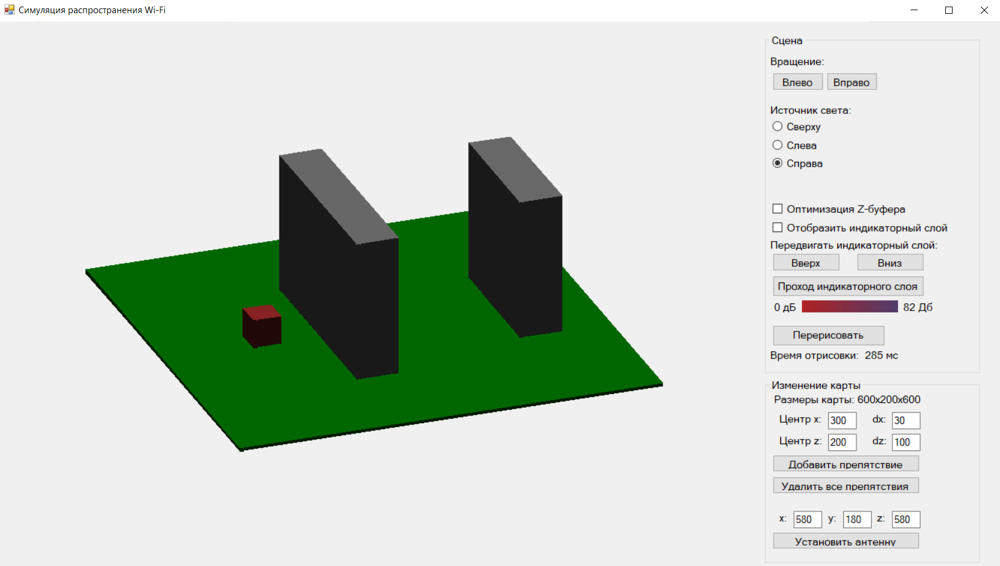 Симуляция распространения Wi-Fi
Сцена
Вращение:
Влево Вправо
Источник света:
Сверху
Слева
Справа
Оптимизация Z-буфера
Отобразить индикаторный слой
Передвигать индикаторный слой:
Вверх Вниз
Проход индикаторного слоя
0 дБ 82 Дб
Перерисовать
Время отрисовки: 285 мс
Изменение карты
Размеры карты: 600x200x600
Центр x: 300 dx: 30
Центр z: 200 dz: 100
Добавить препятствие
Удалить все препятствия
x: 580 y: 180 z: 580
Установить антенну